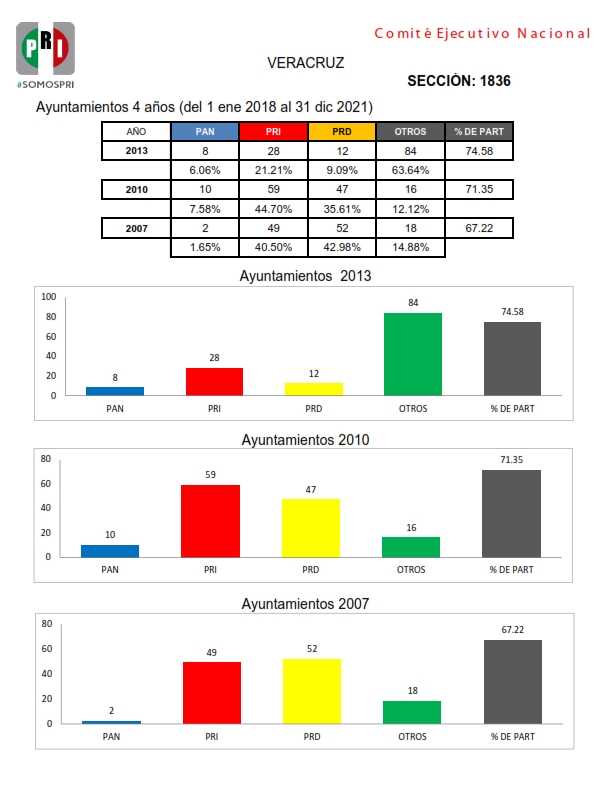 Comité Ejecutivo Nacional
PRI
#SOMOSPRI
VERACRUZ
SECCIÓN: 1836
Ayuntamientos 4 años (del 1 ene 2018 al 31 dic 2021)
AÑO PAN PRI PRD OTROS % DE PART
2013 8 28 12 84 74.58
6.06% 21.21% 9.09% 63.64%
2010 10 59 47 16 71.35
7.58% 44.70% 35.61% 12.12%
2007 2 49 52 18 67.22
1.65% 40.50% 42.98% 14.88%
Ayuntamientos 2013
100
80
60
40
20
0
8 28 12 84 74.58
PAN PRI PRD OTROS % DE PART
Ayuntamientos 2010
80
60
40
20
0
10 59 47 16 71.35
PAN PRI PRD OTROS % DE PART
Ayuntamientos 2007
80
60
40
20
0
2 49 52 18 67.22
PAN PRI PRD OTROS % DE PART